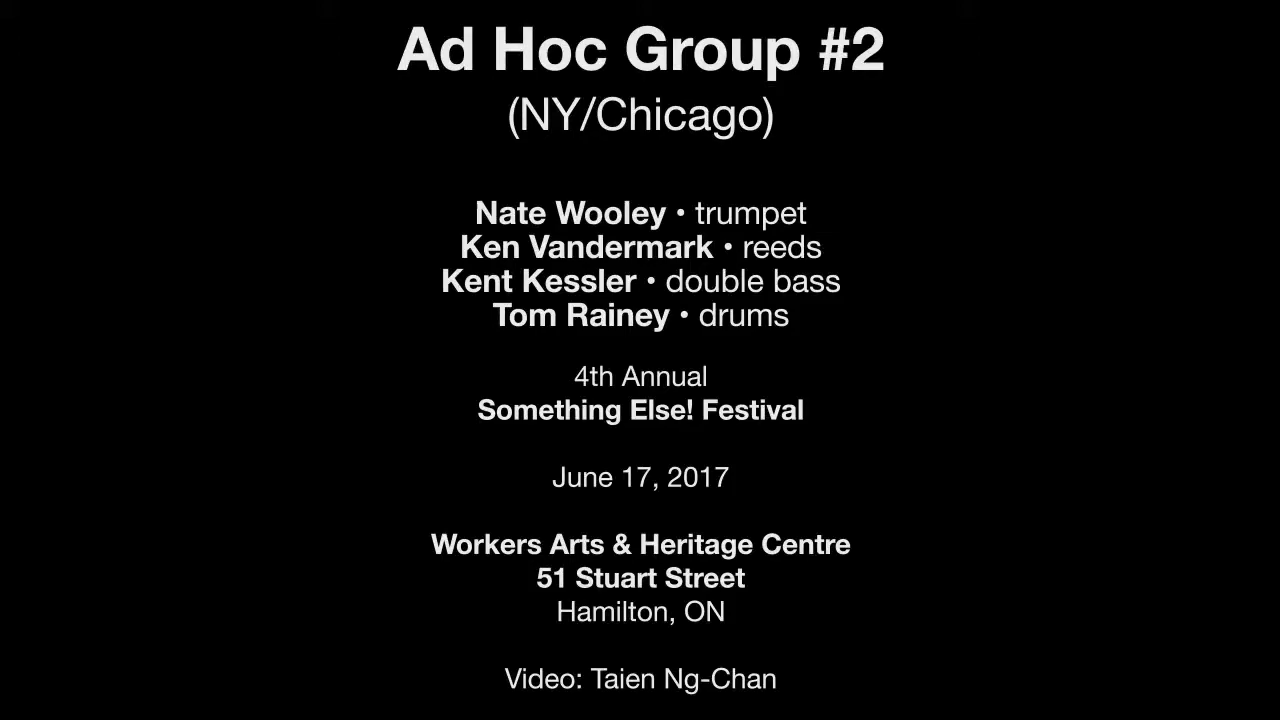 Ad Hoc Group #2
(NY/Chicago)
Nate Wooley • trumpet
Ken Vandermark • reeds
Kent Kessler • double bass
Tom Rainey • drums
4th Annual
Something Else! Festival
June 17, 2017
Workers Arts & Heritage Centre
51 Stuart Street
Hamilton, ON
Video: Taien Ng-Chan